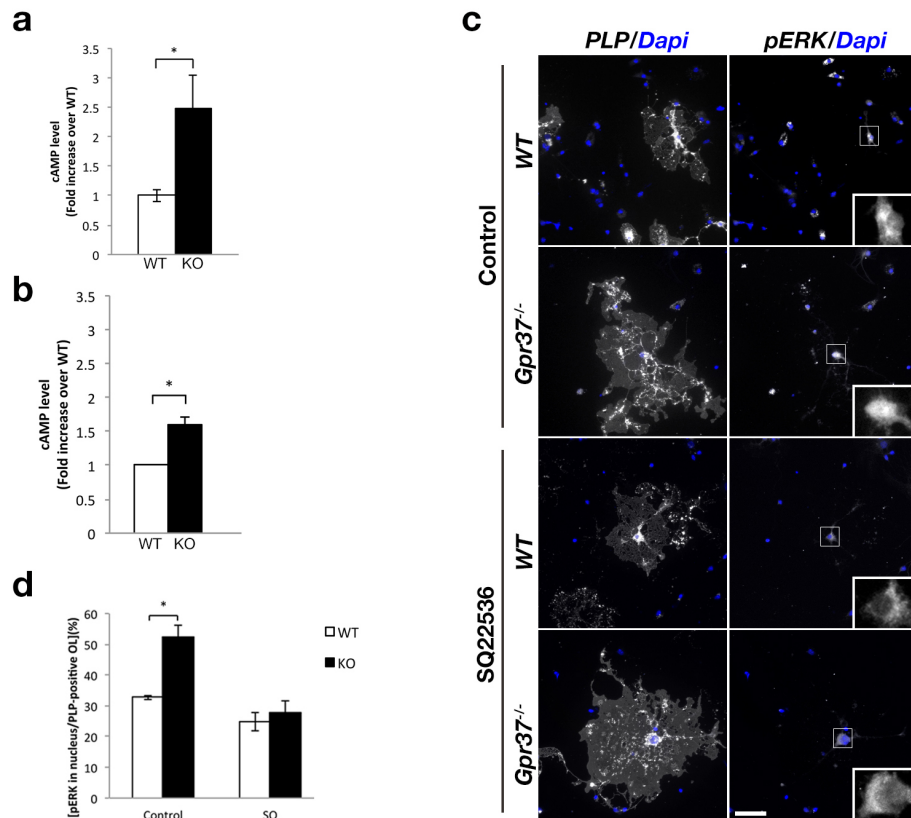 a
*
cAMP level
(Fold increase over WT)
3.5
3
2.5
2
1.5
1
0.5
0
WT KO
b
*
cAMP level
(Fold increase over WT)
3.5
3
2.5
2
1.5
1
0.5
0
WT KO
c
PLP/Dapi pERK/Dapi
Control
WT
Gpr37-/-
SQ22536
WT
Gpr37-/-
d
*
[pERK in nucleus/PLP-positive OL](%)
60
50
40
30
20
10
0
Control SQ
WT
KO